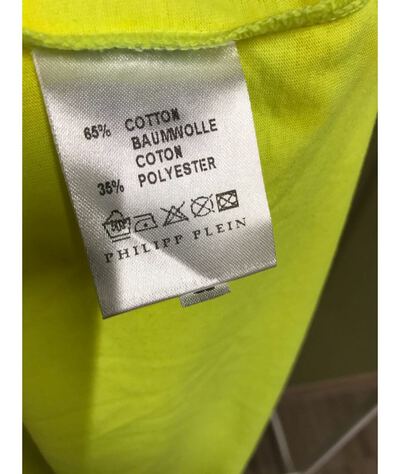 65% COTTON
BAUMWOLLE
COTON
35% POLYESTER
PHILIPP PLEIN